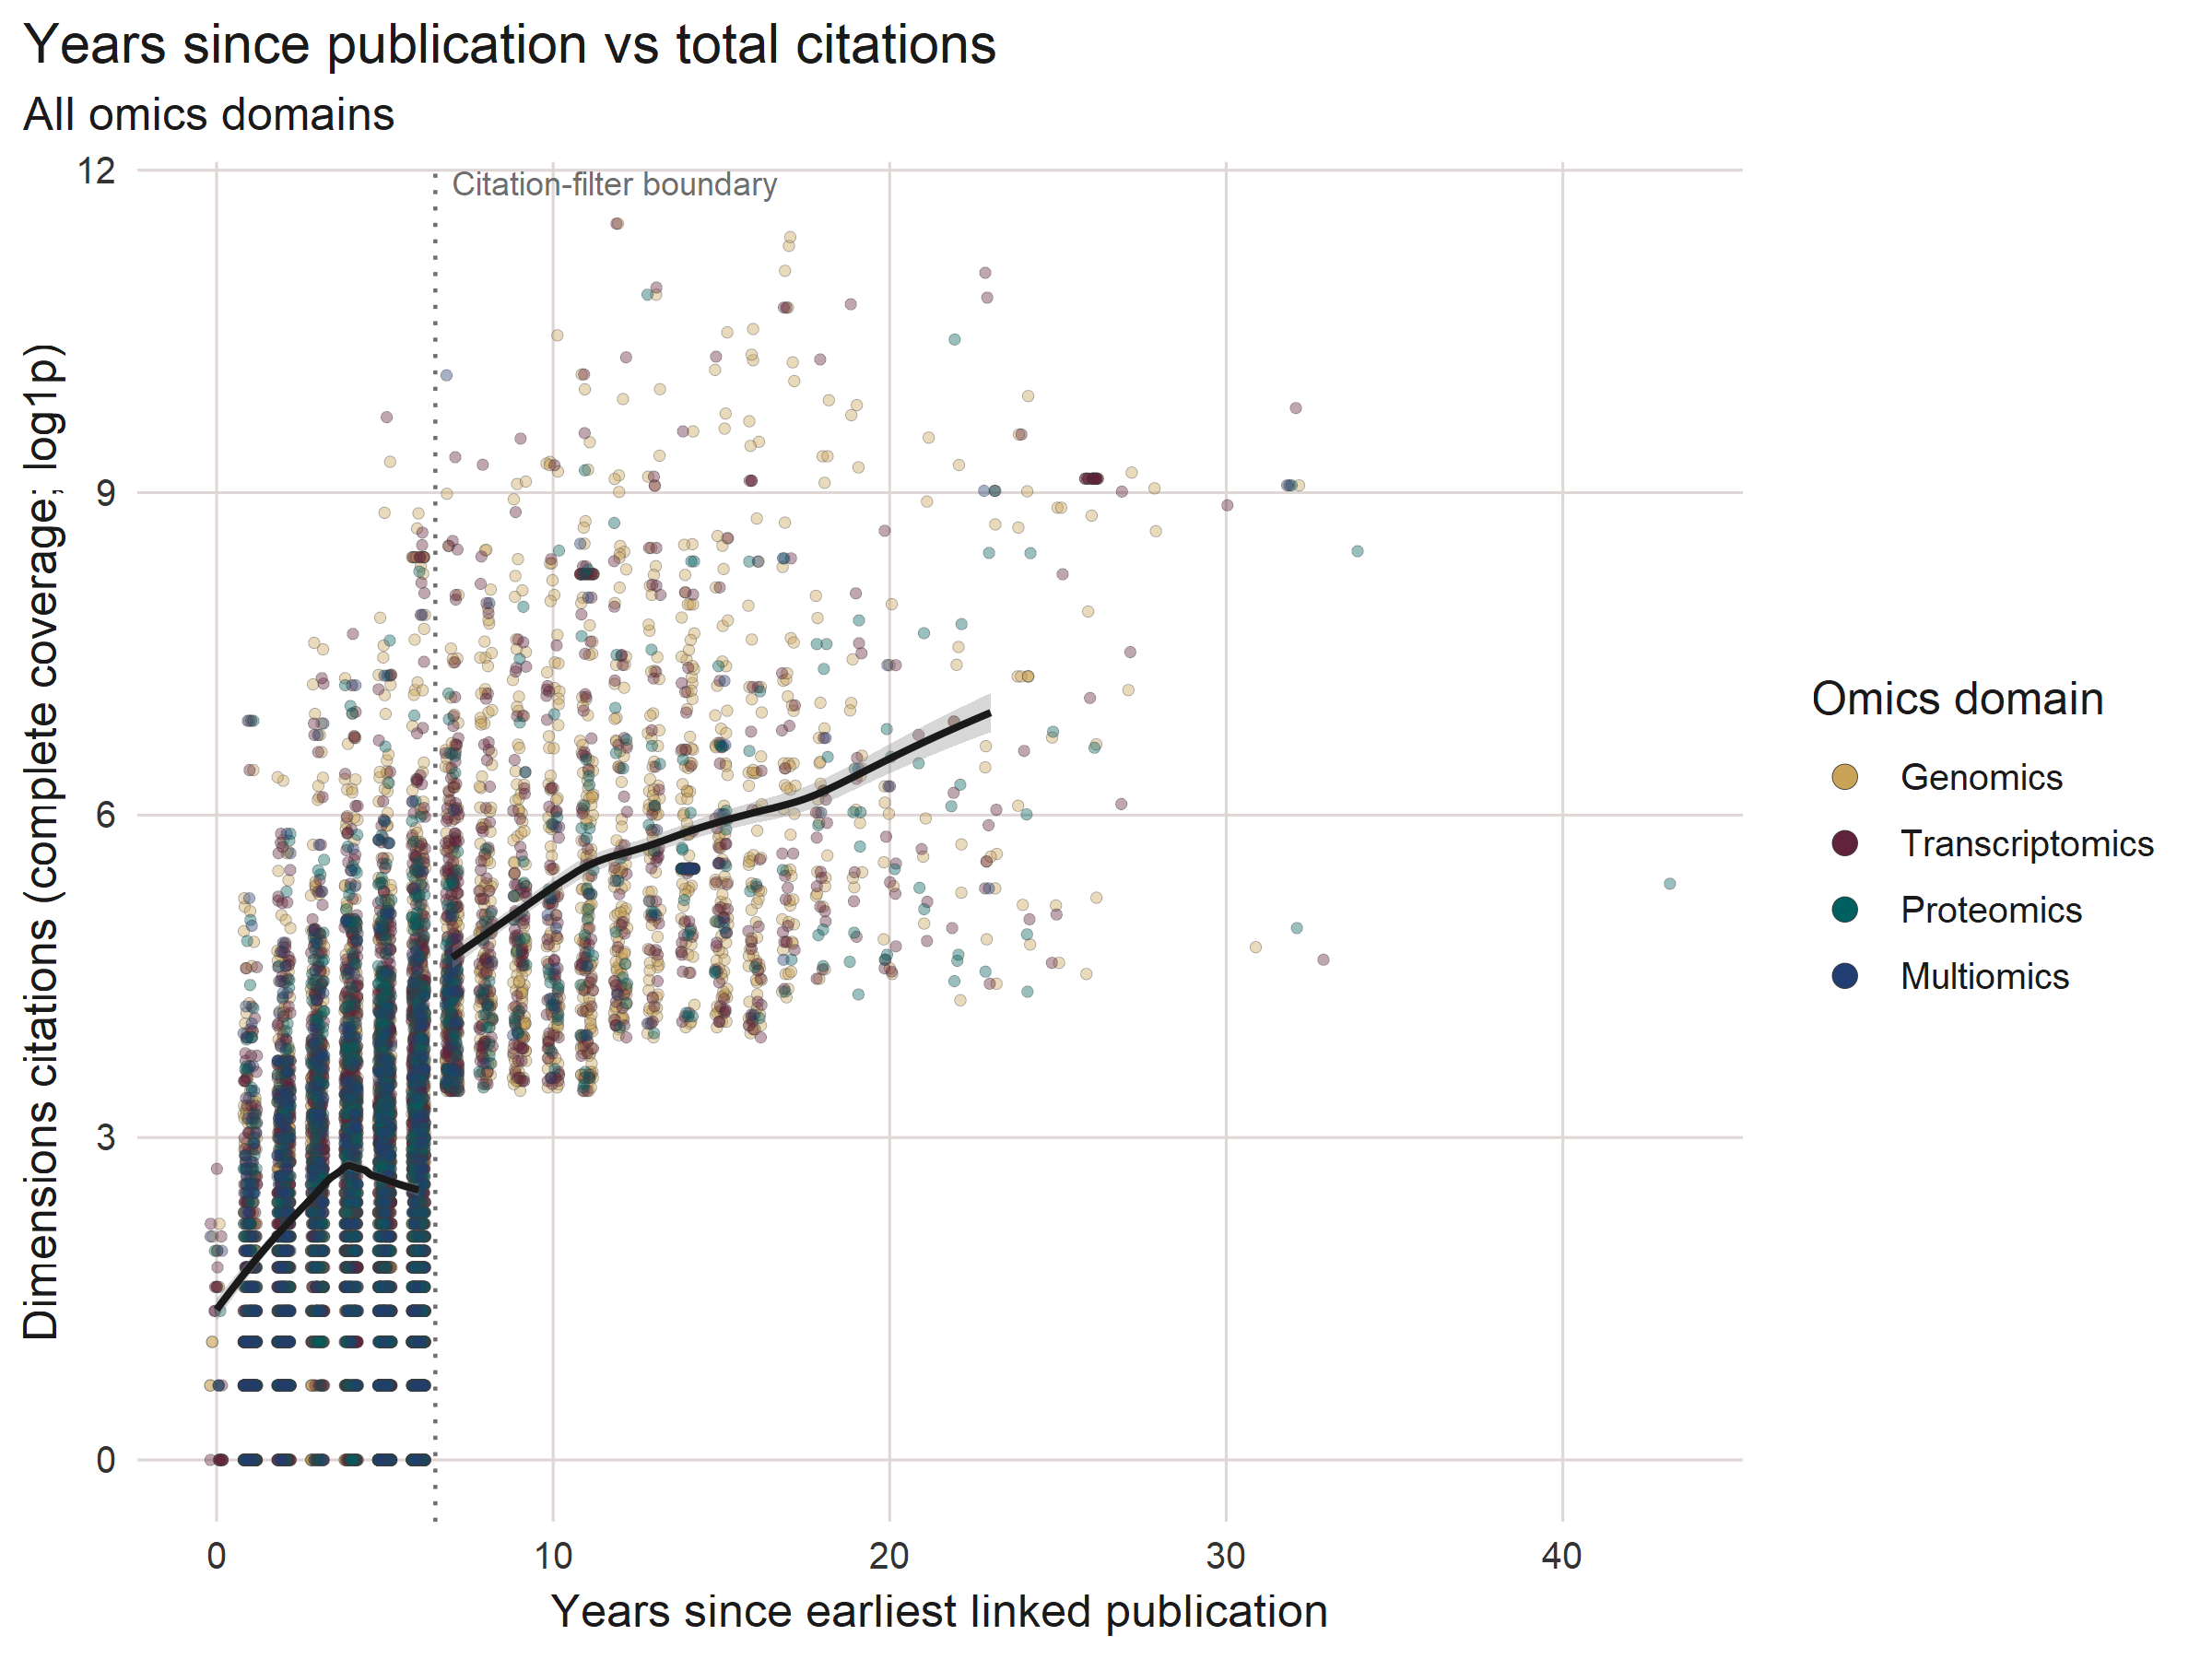 Years since publication vs total citations
All omics domains
12
9
6
3
0
Dimensions citations (complete coverage; log1p)
Citation-filter boundary
0
10
20
30
40
Years since earliest linked publication
Omics domain
Genomics
Transcriptomics
Proteomics
Multiomics